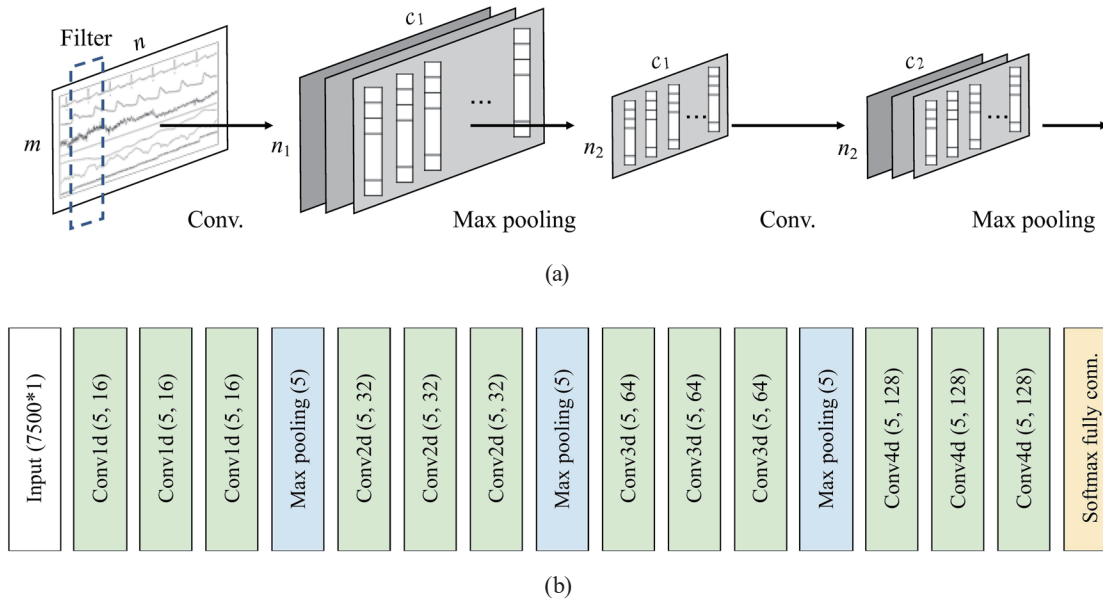 Filter
n
m
Conv.
c₁
n₁
...
Max pooling
c₁
n₂
...
Conv.
c₂
n₂
...
Max pooling
(a)
Input (7500*1)
Conv1d (5, 16)
Conv1d (5, 16)
Conv1d (5, 16)
Max pooling (5)
Conv2d (5, 32)
Conv2d (5, 32)
Conv2d (5, 32)
Max pooling (5)
Conv3d (5, 64)
Conv3d (5, 64)
Conv3d (5, 64)
Max pooling (5)
Conv4d (5, 128)
Conv4d (5, 128)
Conv4d (5, 128)
Softmax fully conn.
(b)